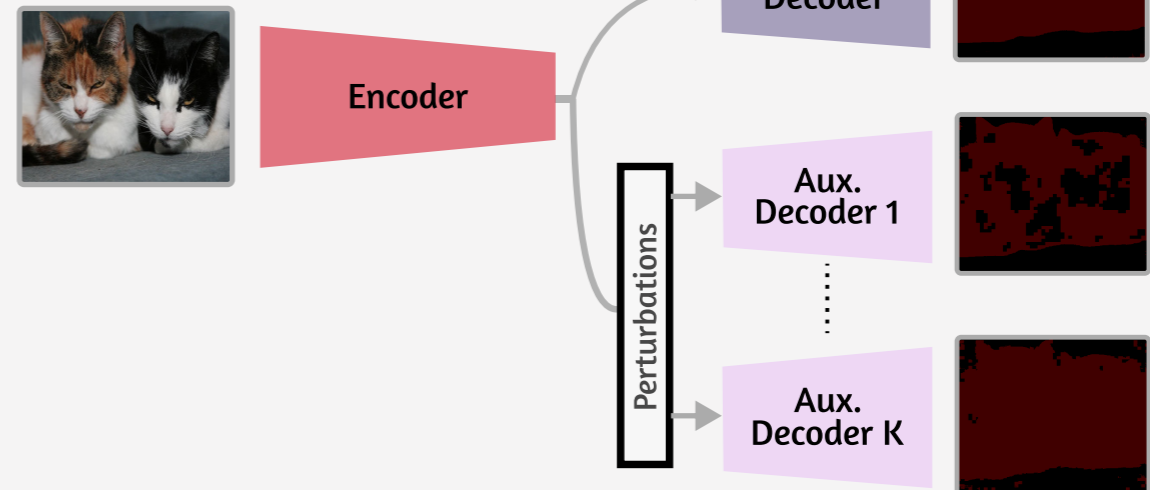 Decoder
Encoder
Aux.
Decoder 1
Perturbations
Aux.
Decoder K